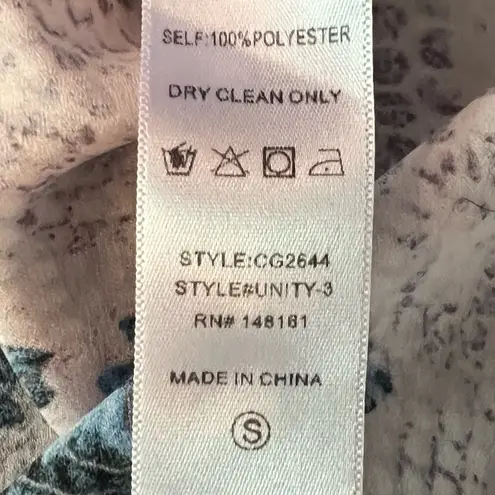 SELF:100%POLYESTER
DRY CLEAN ONLY
STYLE:CG2644
STYLE#UNITY-3
RN# 148161
MADE IN CHINA
S